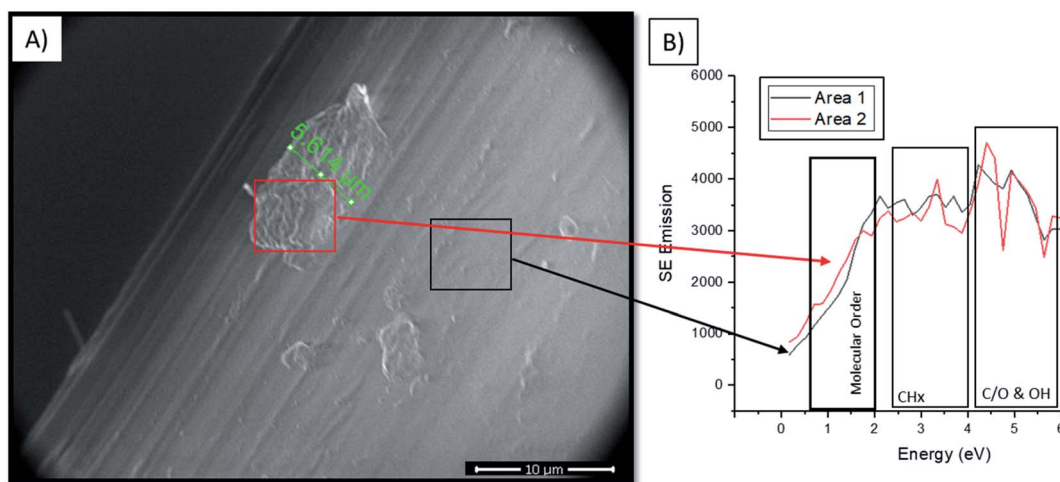 A)
5.614 µm
10 µm
B)
SE Emission
6000
5000
4000
3000
2000
1000
0
Area 1
Area 2
Molecular Order
CHx
C/O & OH
0
1
2
3
4
5
6
Energy (eV)